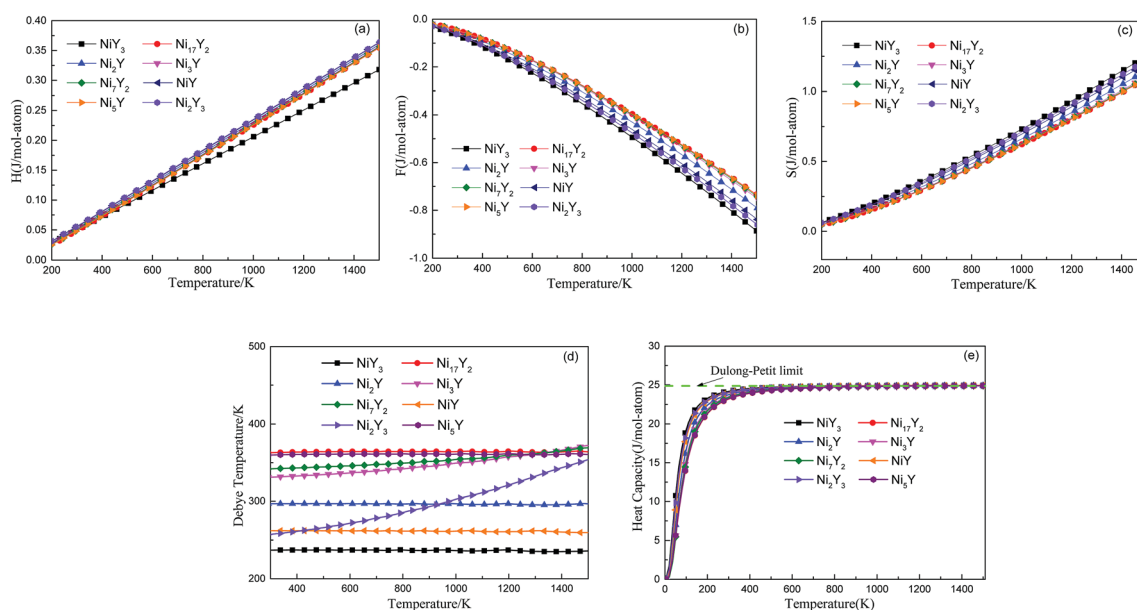 (a)
NiY3 Ni17Y2
Ni2Y Ni3Y
Ni7Y2 NiY
Ni5Y Ni2Y3
H(J/mol-atom)
0.40
0.35
0.30
0.25
0.20
0.15
0.10
0.05
0.00
200 400 600 800 1000 1200 1400
Temperature/K
(b)
F(J/mol-atom)
0.0
-0.2
-0.4
-0.6
-0.8
-1.0
NiY3 Ni17Y2
Ni2Y Ni3Y
Ni7Y2 NiY
Ni5Y Ni2Y3
200 400 600 800 1000 1200 1400
Temperature/K
(c)
S(J/mol-atom)
1.5
1.0
0.5
0.0
NiY3 Ni17Y2
Ni2Y Ni3Y
Ni7Y2 NiY
Ni5Y Ni2Y3
200 400 600 800 1000 1200 1400
Temperature/K
(d)
Debye Temperature/K
500
400
300
200
NiY3 Ni17Y2
Ni2Y Ni3Y
Ni7Y2 NiY
Ni2Y3 Ni5Y
400 600 800 1000 1200 1400
Temperature/K
(e)
Heat Capacity(J/mol-atom)
30
25
20
15
10
5
0
Dulong-Petit limit
NiY3 Ni17Y2
Ni2Y Ni3Y
Ni7Y2 NiY
Ni2Y3 Ni5Y
0 200 400 600 800 1000 1200 1400
Temperature(K)